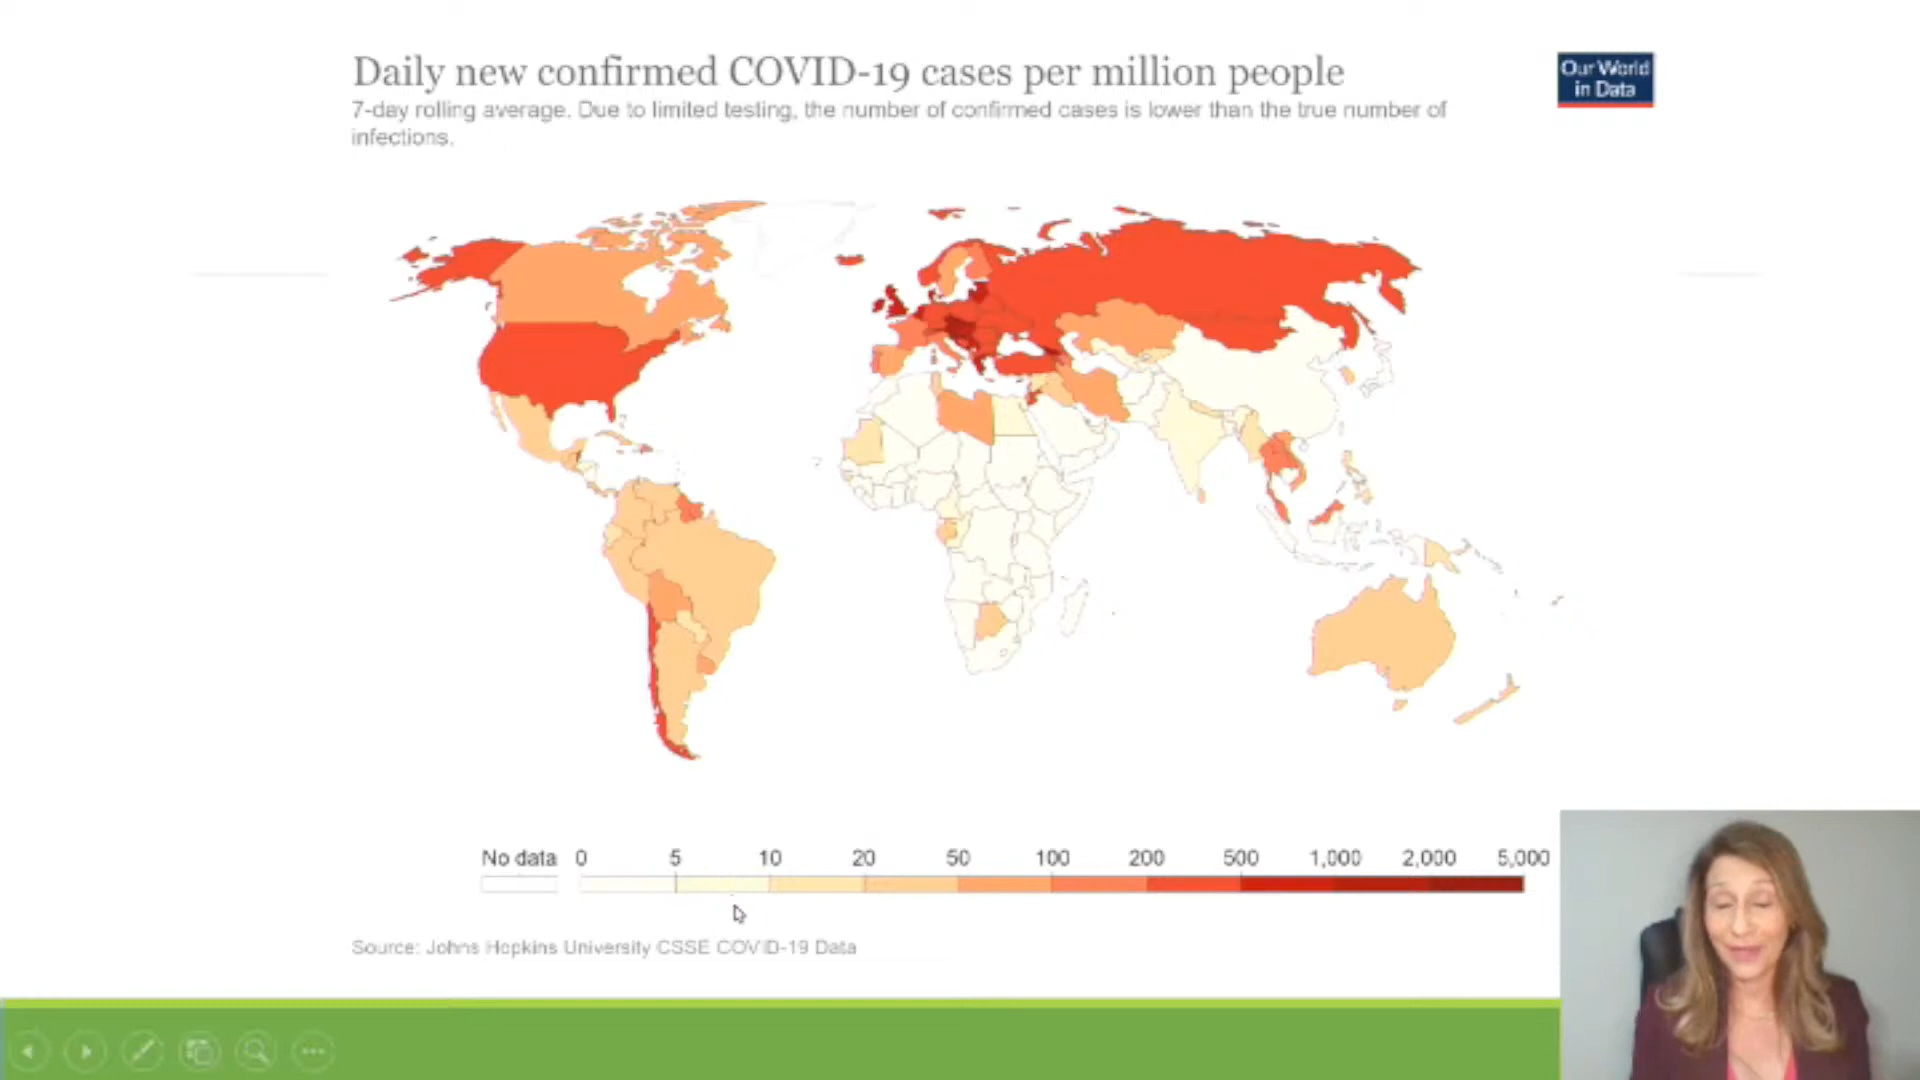 Daily new confirmed COVID-19 cases per million people
Our World
in Data
7-day rolling average. Due to limited testing, the number of confirmed cases is lower than the true number of
infections.
No data 0 5 10 20 50 100 200 500 1,000 2,000 5,000
Source: Johns Hopkins University CSSE COVID-19 Data